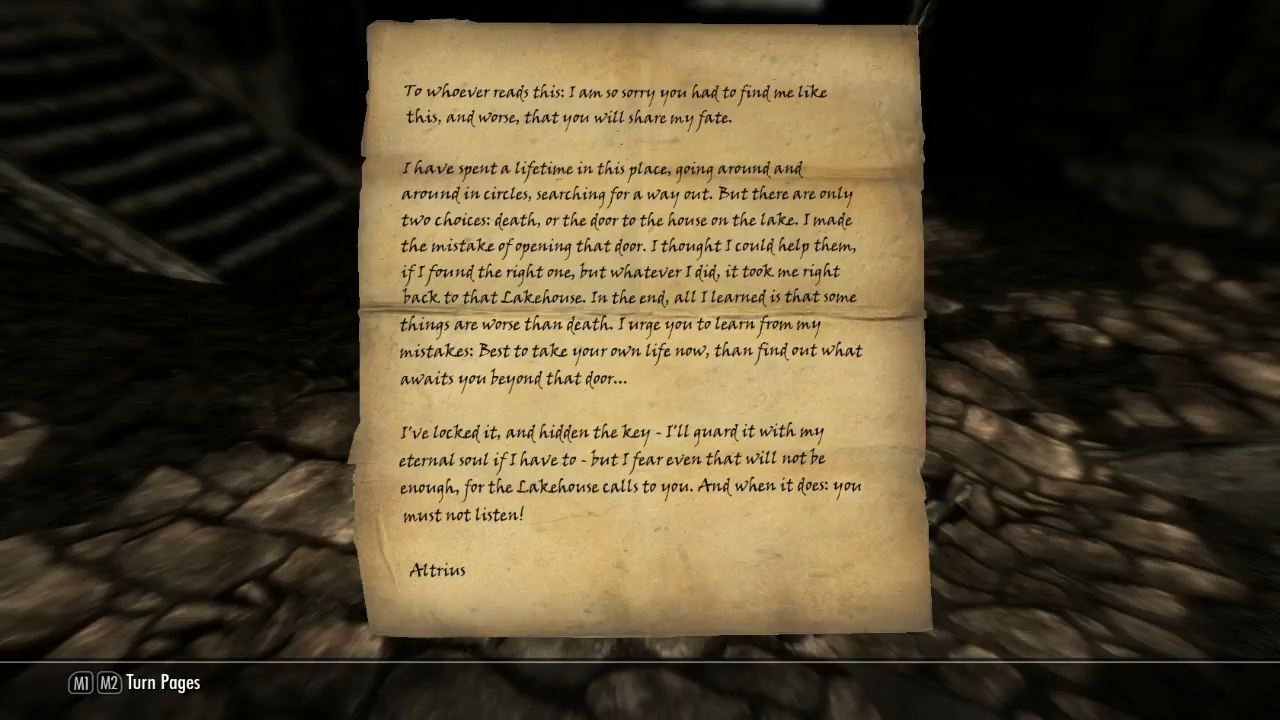 To whoever reads this: I am so sorry you had to find me like
this, and worse, that you will share my fate.
I have spent a lifetime in this place, going around and
around in circles, searching for a way out. But there are only
two choices: death, or the door to the house on the lake. I made
the mistake of opening that door. I thought I could help them,
if I found the right one, but whatever I did, it took me right
back to that Lakehouse. In the end, all I learned is that some
things are worse than death. I urge you to learn from my
mistakes: Best to take your own life now, than find out what
awaits you beyond that door...
I've locked it, and hidden the key - I'll guard it with my
eternal soul if I have to - but I fear even that will not be
enough, for the Lakehouse calls to you. And when it does: you
must not listen!
Altrius
M1 M2 Turn Pages